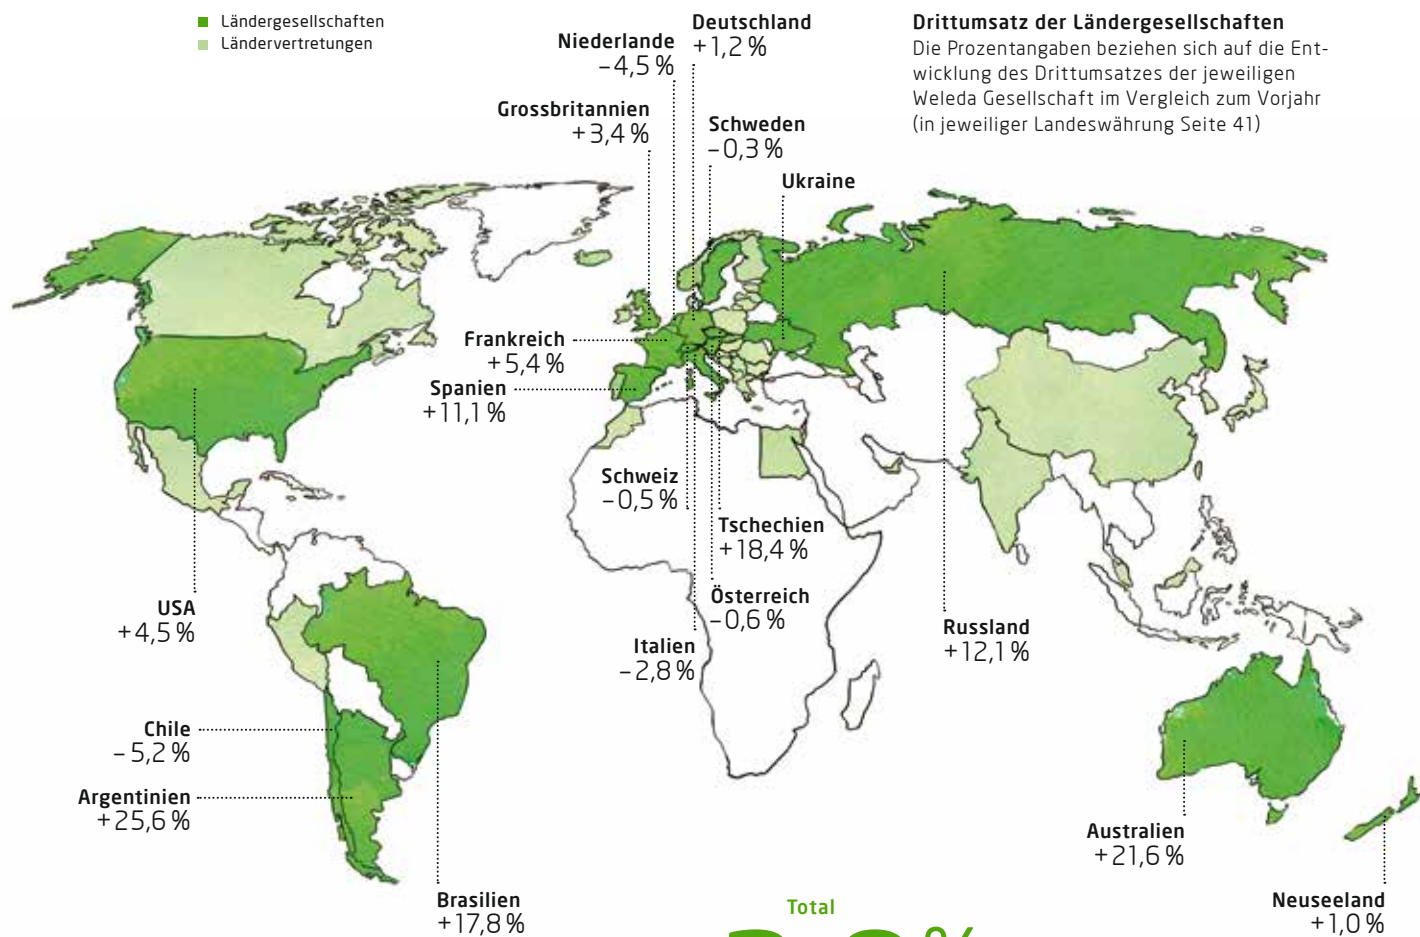 Ländergesellschaften
Ländervertretungen
Deutschland
+1,2 %
Niederlande
–4,5 %
Grossbritannien
+3,4 %
Schweden
–0,3 %
Ukraine
Drittumsatz der Ländergesellschaften
Die Prozentangaben beziehen sich auf die Ent-
wicklung des Drittumsatzes der jeweiligen
Weleda Gesellschaft im Vergleich zum Vorjahr
(in jeweiliger Landeswährung Seite 41)
Frankreich
+5,4 %
Spanien
+11,1 %
Schweiz
–0,5 %
Tschechien
+18,4 %
Österreich
–0,6 %
Italien
–2,8 %
USA
+4,5 %
Russland
+12,1 %
Chile
–5,2 %
Argentinien
+25,6 %
Brasilien
+17,8 %
Australien
+21,6 %
Neuseeland
+1,0 %
Total
%